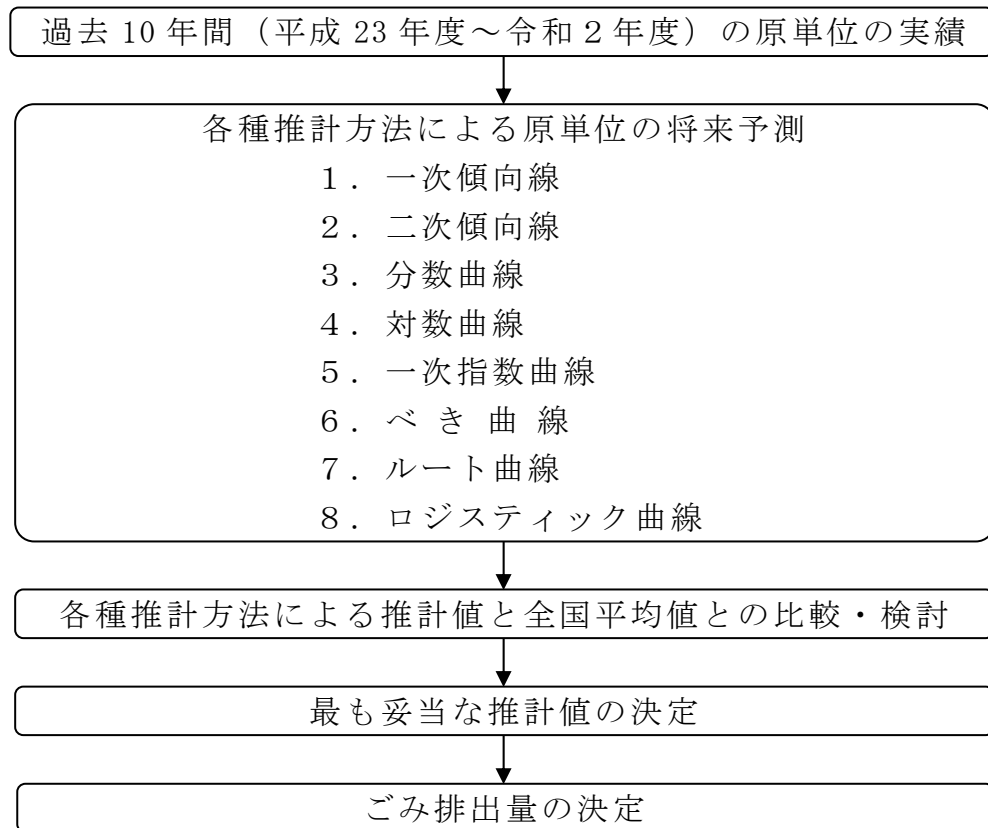 過去 10 年間（平成 23 年度～令和２年度）の原単位の実績
各種推計方法による原単位の将来予測
１．一次傾向線
２．二次傾向線
３．分数曲線
４．対数曲線
５．一次指数曲線
６．べ き 曲 線
７．ルート曲線
８．ロジスティック曲線
各種推計方法による推計値と全国平均値との比較・検討
最も妥当な推計値の決定
ごみ排出量の決定